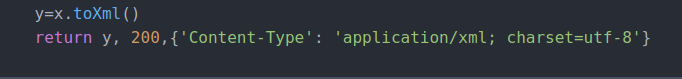 y=x.toXml()
return y, 200,{'Content-Type': 'application/xml; charset=utf-8'}